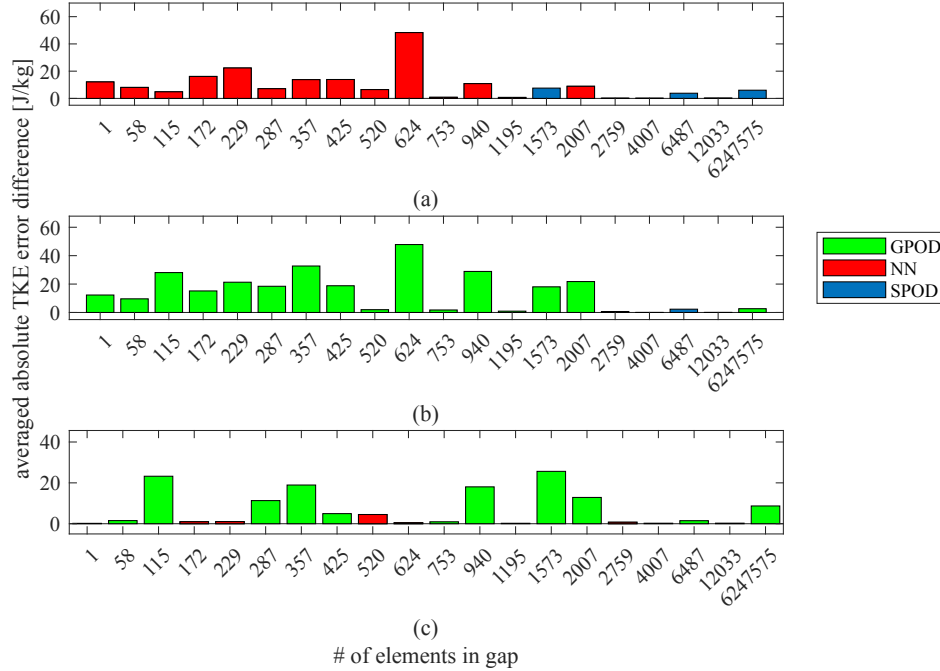 averaged absolute TKE error difference [J/kg]
60
40
20
0
1 58 115 172 229 287 357 425 520 624 753 940 1195 1573 2007 2759 4007 6487 12033 6247575
(a)
60
40
20
0
1 58 115 172 229 287 357 425 520 624 753 940 1195 1573 2007 2759 4007 6487 12033 6247575
(b)
GPOD
NN
SPOD
40
20
0
1 58 115 172 229 287 357 425 520 624 753 940 1195 1573 2007 2759 4007 6487 12033 6247575
(c)
# of elements in gap